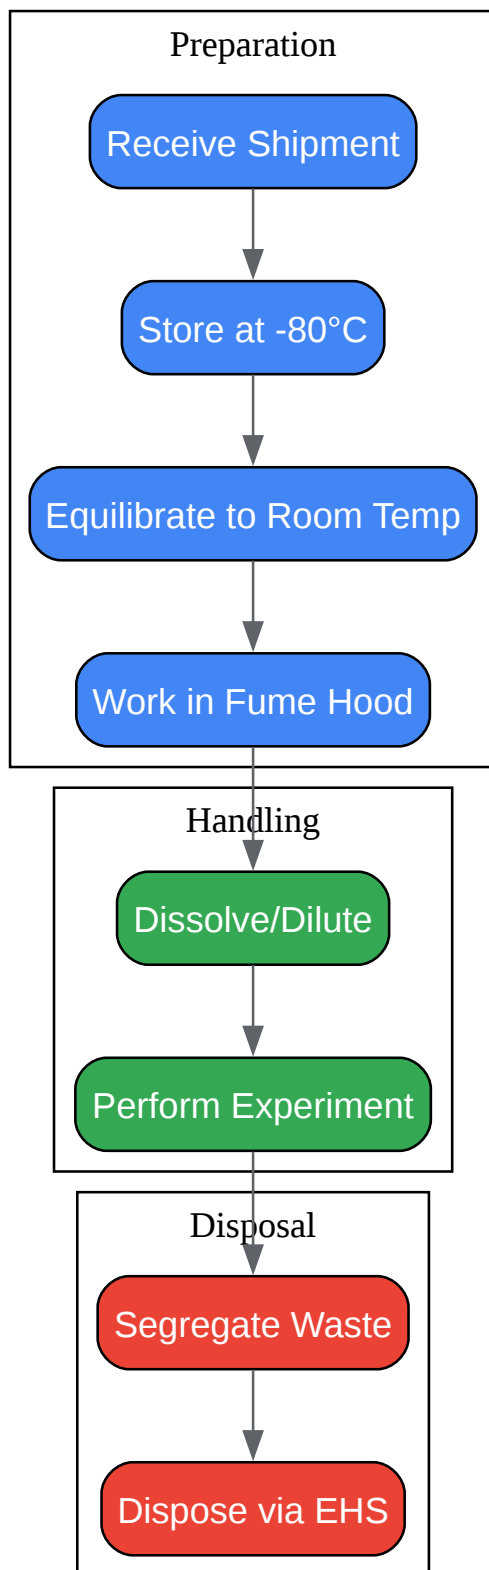 Preparation
Receive Shipment
Store at -80°C
Equilibrate to Room Temp
Work in Fume Hood
Handling
Dissolve/Dilute
Perform Experiment
Disposal
Segregate Waste
Dispose via EHS